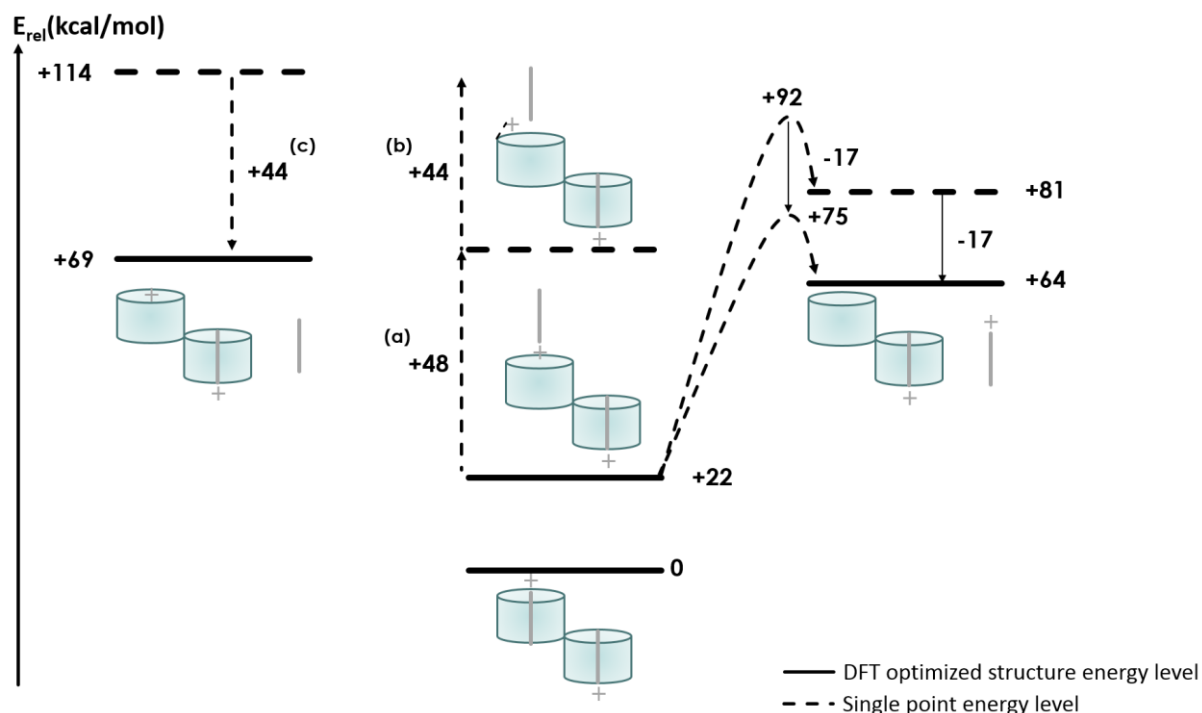 E_rel(kcal/mol)
+114
+44
(c)
+69
(b)
+44
(a)
+48
+92
-17
+81
+75
-17
+64
+22
0
DFT optimized structure energy level
Single point energy level